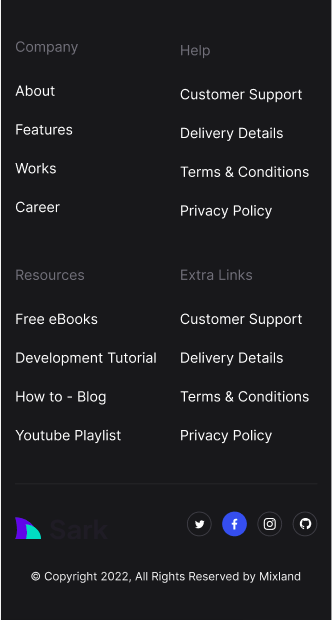 Company
About
Features
Works
Career
Help
Customer Support
Delivery Details
Terms & Conditions
Privacy Policy
Resources
Free eBooks
Development Tutorial
How to - Blog
Youtube Playlist
Extra Links
Customer Support
Delivery Details
Terms & Conditions
Privacy Policy
Sark
© Copyright 2022, All Rights Reserved by Mixland